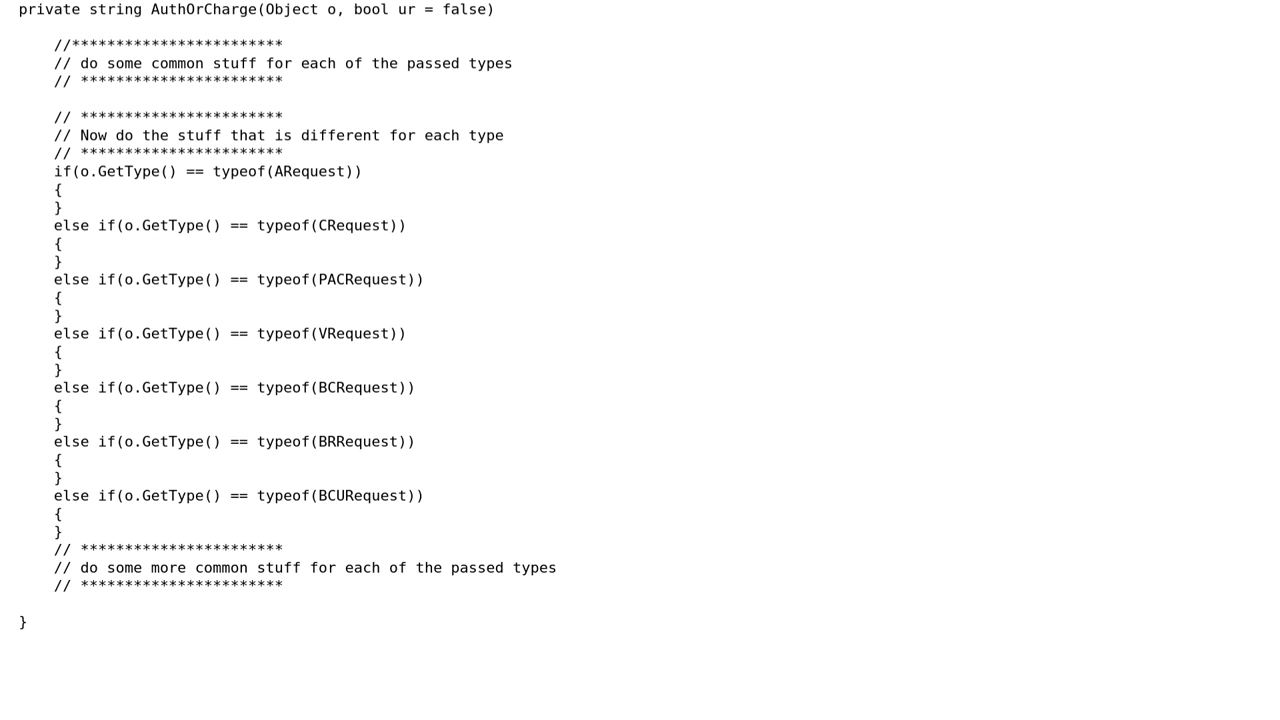 private string AuthOrCharge(Object o, bool ur = false)
//************************
// do some common stuff for each of the passed types
// ***********************
// ***********************
// Now do the stuff that is different for each type
// ***********************
if(o.GetType() == typeof(ARequest))
{
}
else if(o.GetType() == typeof(CRequest))
{
}
else if(o.GetType() == typeof(PACRequest))
{
}
else if(o.GetType() == typeof(VRequest))
{
}
else if(o.GetType() == typeof(BCRequest))
{
}
else if(o.GetType() == typeof(BRRequest))
{
}
else if(o.GetType() == typeof(BCURequest))
{
}
// ***********************
// do some more common stuff for each of the passed types
// ***********************
}